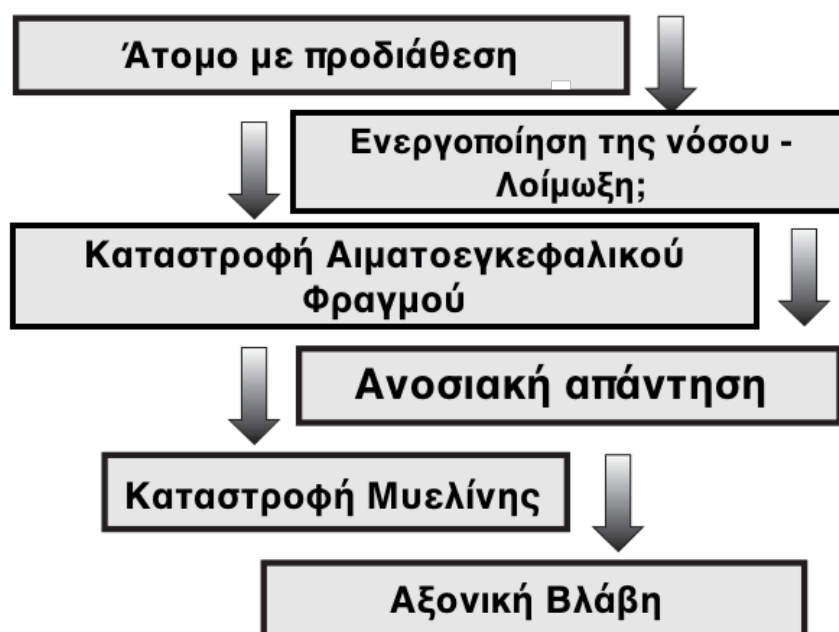 Άτομο με προδιάθεση
Ενεργοποίηση της νόσου -
Λοίμωξη;
Καταστροφή Αιματοεγκεφαλικού
Φραγμού
Ανοσιακή απάντηση
Καταστροφή Μυελίνης
Αξονική Βλάβη